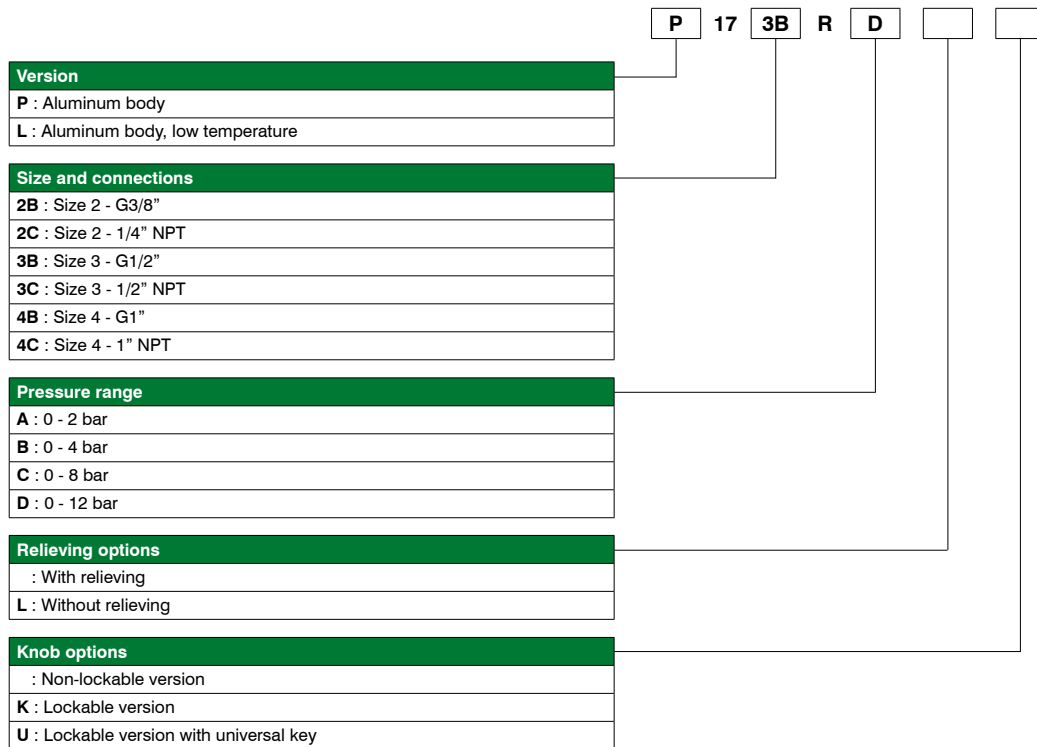 P 17 3B R D
Version
P : Aluminum body
L : Aluminum body, low temperature
Size and connections
2B : Size 2 - G3/8”
2C : Size 2 - 1/4” NPT
3B : Size 3 - G1/2”
3C : Size 3 - 1/2” NPT
4B : Size 4 - G1”
4C : Size 4 - 1” NPT
Pressure range
A : 0 - 2 bar
B : 0 - 4 bar
C : 0 - 8 bar
D : 0 - 12 bar
Relieving options
: With relieving
L : Without relieving
Knob options
: Non-lockable version
K : Lockable version
U : Lockable version with universal key